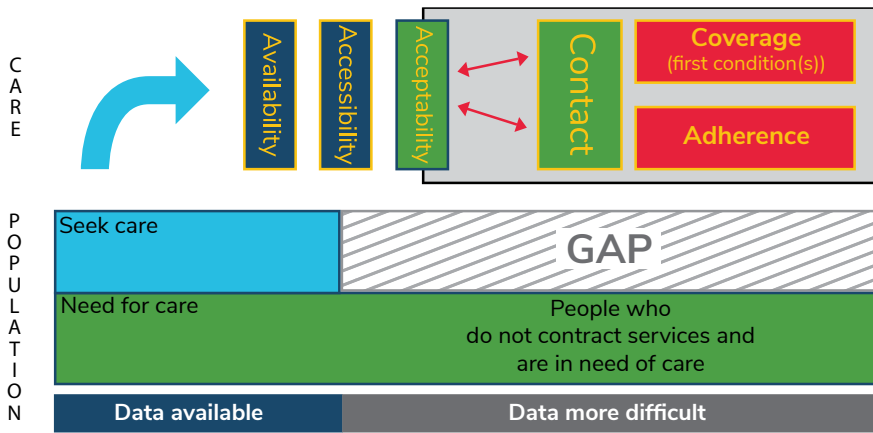 CARE
Availability
Accessibility
Acceptability
Contact
Coverage
(first condition(s))
Adherence
POPULATION
Seek care
GAP
Need for care
People who
do not contract services and
are in need of care
Data available
Data more difficult